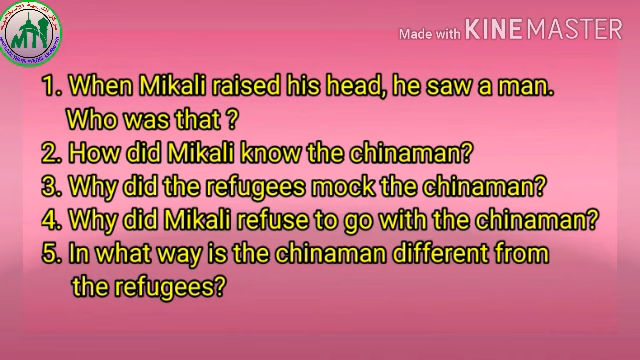 Made with KINEMASTER
1. When Mikali raised his head, he saw a man.
Who was that ?
2. How did Mikali know the chinaman?
3. Why did the refugees mock the chinaman?
4. Why did Mikali refuse to go with the chinaman?
5. In what way is the chinaman different from
the refugees?